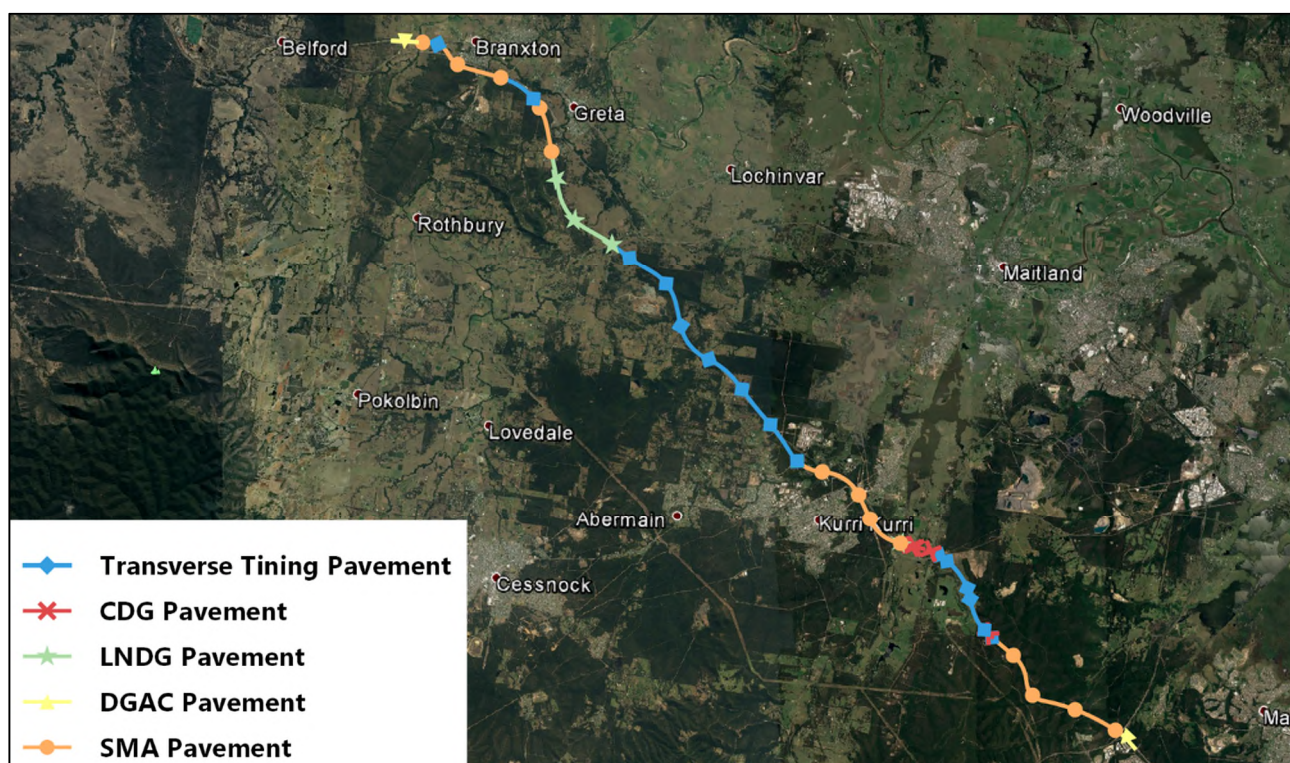 Belford
Branxton
Greta
Woodville
Lochinvar
Rothbury
Maitland
Pokolbin
Lovedale
Abermain
Kurri Kurri
Cessnock
Ma
Transverse Tining Pavement
CDG Pavement
LNDG Pavement
DGAC Pavement
SMA Pavement